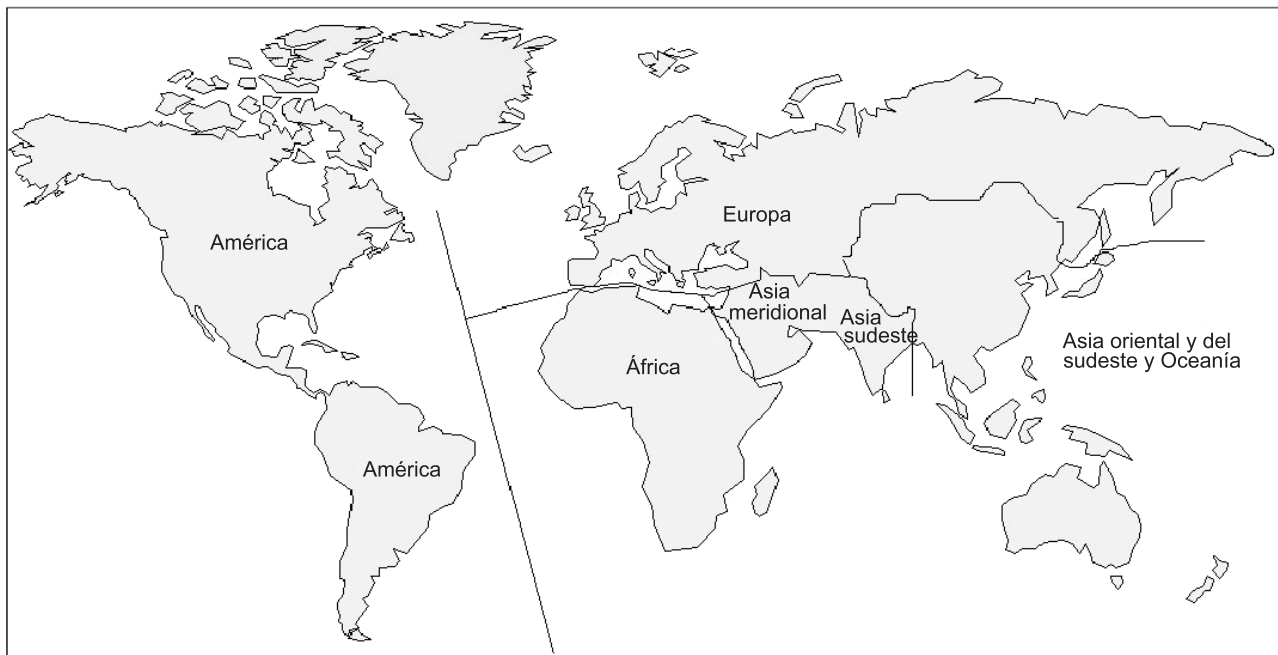 Europa
América
Asia
meridional
Asia
sudeste
Asia oriental y del
sudeste y Oceanía
África
América